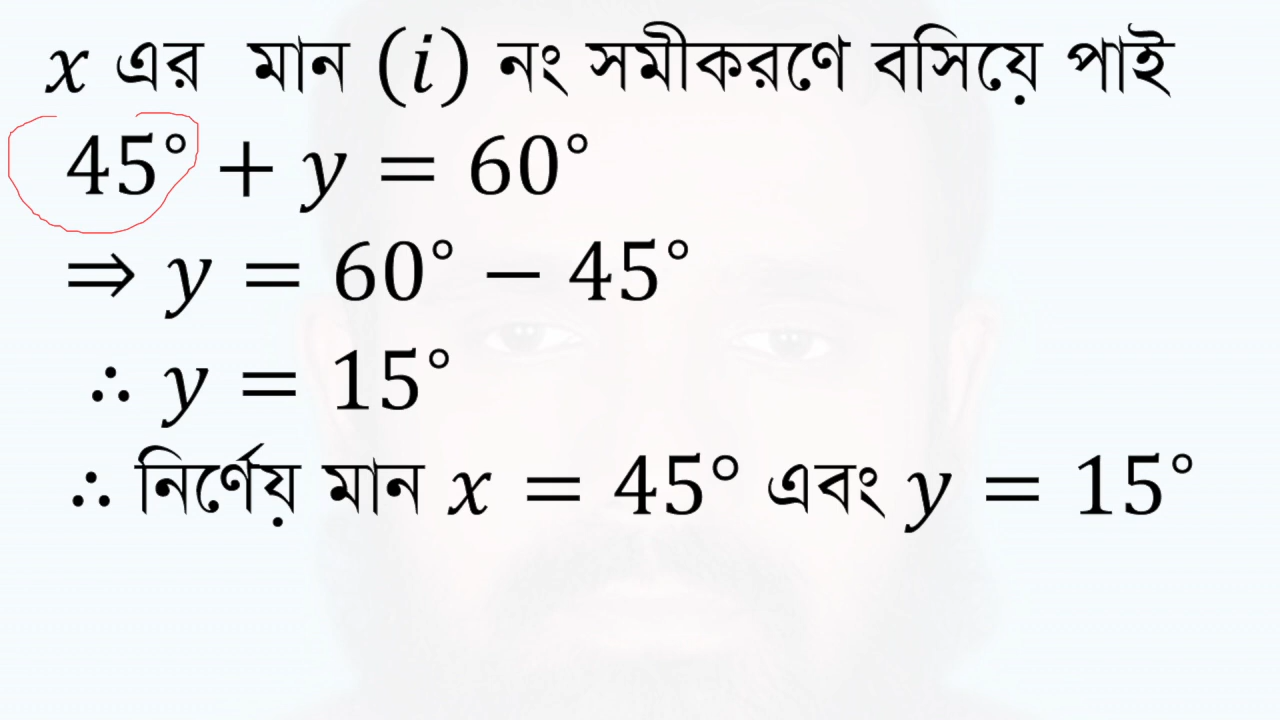 x এর মান (i) নং সমীকরণে বসিয়ে পাই
45° + y = 60°
⇒ y = 60° − 45°
∴ y = 15°
∴ নির্ণেয় মান x = 45° এবং y = 15°